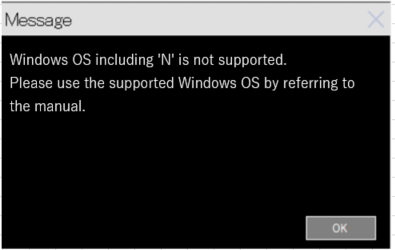 Message
Windows OS including 'N' is not supported.
Please use the supported Windows OS by referring to
the manual.
OK